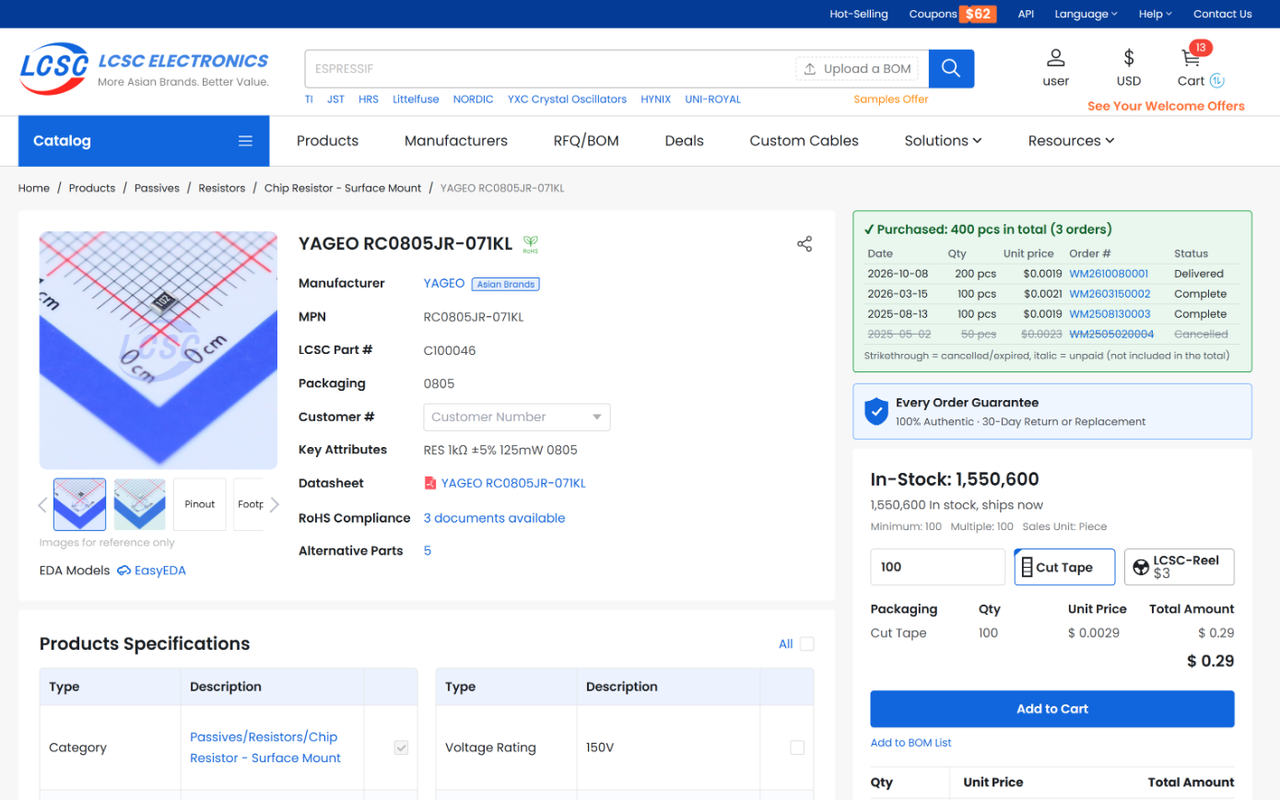 Hot-Selling Coupons $62 API Language Help Contact Us
LCSC LCSC ELECTRONICS
More Asian Brands. Better Value.
ESPRESSIF Upload a BOM
TI JST HRS Littelfuse NORDIC YXC Crystal Oscillators HYNIX UNI-ROYAL Samples Offer
user USD Cart 13
See Your Welcome Offers
Catalog Products Manufacturers RFQ/BOM Deals Custom Cables Solutions Resources
Home / Products / Passives / Resistors / Chip Resistor - Surface Mount / YAGEO RC0805JR-071KL
102
cm
LCSC
0 cm
0 cm
Pinout
Footp
Images for reference only
EDA Models EasyEDA
YAGEO RC0805JR-071KL RoHS
Manufacturer YAGEO Asian Brands
MPN RC0805JR-071KL
LCSC Part # C100046
Packaging 0805
Customer # Customer Number
Key Attributes RES 1kΩ ±5% 125mW 0805
Datasheet YAGEO RC0805JR-071KL
RoHS Compliance 3 documents available
Alternative Parts 5
✓ Purchased: 400 pcs in total (3 orders)
Date Qty Unit price Order # Status
2026-10-08 200 pcs $0.0019 WM2610080001 Delivered
2026-03-15 100 pcs $0.0021 WM2603150002 Complete
2025-08-13 100 pcs $0.0019 WM2508130003 Complete
2025-05-02 50 pcs $0.0023 WM2505020004 Cancelled
Strikethrough = cancelled/expired, italic = unpaid (not included in the total)
Every Order Guarantee
100% Authentic · 30-Day Return or Replacement
In-Stock: 1,550,600
1,550,600 In stock, ships now
Minimum: 100 Multiple: 100 Sales Unit: Piece
100 Cut Tape LCSC-Reel
$3
Packaging Qty Unit Price Total Amount
Cut Tape 100 $ 0.0029 $ 0.29
$ 0.29
Add to Cart
Add to BOM List
Qty Unit Price Total Amount
Products Specifications All
Type Description Type Description
Category Passives/Resistors/Chip
Resistor - Surface Mount
Voltage Rating 150V